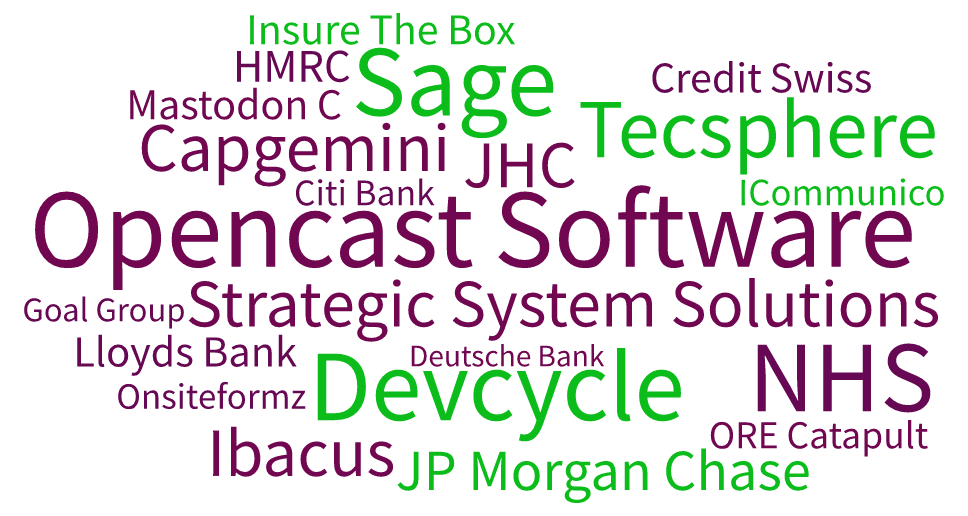 Insure The Box
HMRC
Sage
Credit Swiss
Mastodon C
Tecsphere
Capgemini
JHC
Citi Bank
ICommunico
Opencast Software
Goal Group
Strategic System Solutions
Lloyds Bank
Deutsche Bank
NHS
Onsiteformz
Devcycle
ORE Catapult
Ibacus
JP Morgan Chase